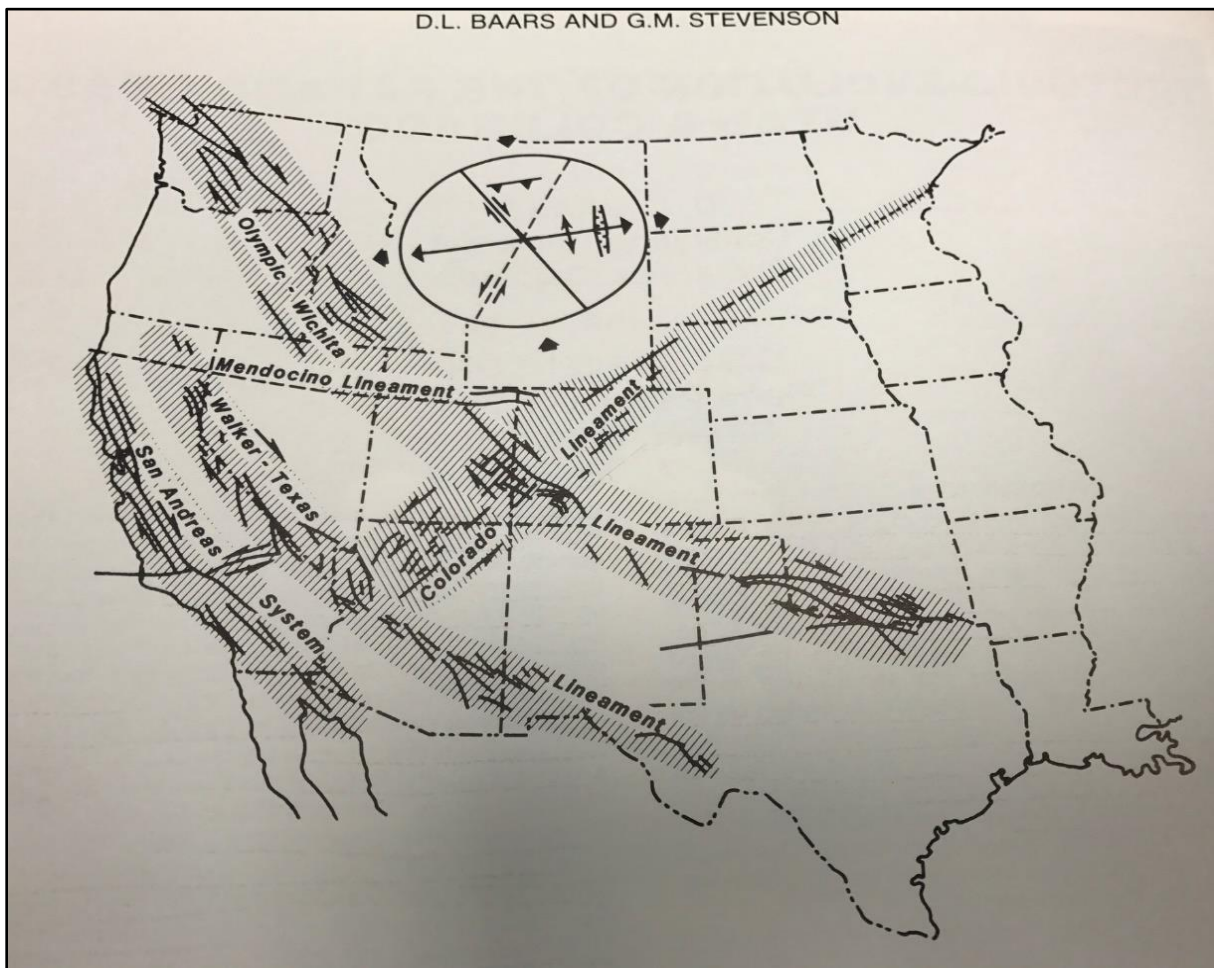 D.L. BAARS AND G.M. STEVENSON
Olympic - Wichita
Mendocino Lineament
Lineament
Walker - Texas
San Andreas
Lineament
Colorado
System
Lineament